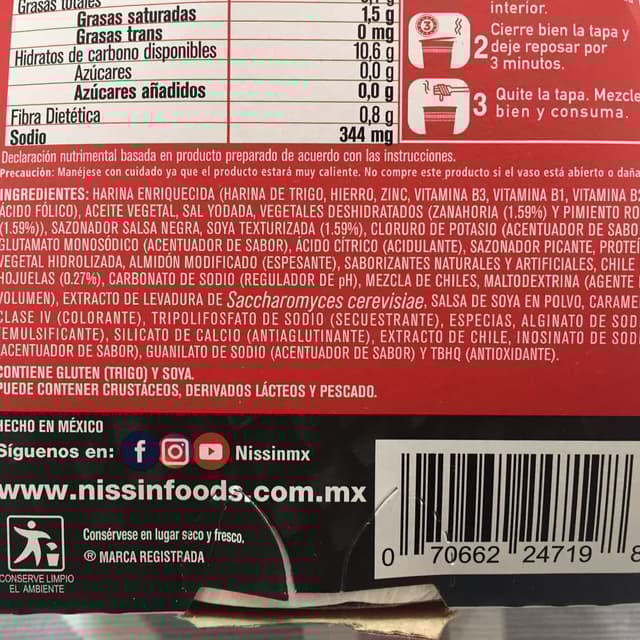 Grasas totales
Grasas saturadas 1,5 g
Grasas trans 0 mg
Hidratos de carbono disponibles 10,6 g
Azúcares 0,0 g
Azúcares añadidos 0,0 g
Fibra Dietética 0,8 g
Sodio 344 mg
interior.
3
2 Cierre bien la tapa y
deje reposar por
3 minutos.
3 Quite la tapa. Mezcle
bien y consuma.
Declaración nutrimental basada en producto preparado de acuerdo con las instrucciones.
Precaución: Manéjese con cuidado ya que el producto estará muy caliente. No compre este producto si el vaso está abierto o daña
INGREDIENTES: HARINA ENRIQUECIDA (HARINA DE TRIGO, HIERRO, ZINC, VITAMINA B3, VITAMINA B1, VITAMINA B2
ÁCIDO FÓLICO), ACEITE VEGETAL, SAL YODADA, VEGETALES DESHIDRATADOS (ZANAHORIA (1.59%) Y PIMIENTO RO
(1.59%)), SAZONADOR SALSA NEGRA, SOYA TEXTURIZADA (1.59%), CLORURO DE POTASIO (ACENTUADOR DE SABO
GLUTAMATO MONOSÓDICO (ACENTUADOR DE SABOR), ÁCIDO CÍTRICO (ACIDULANTE), SAZONADOR PICANTE, PROTE
VEGETAL HIDROLIZADA, ALMIDÓN MODIFICADO (ESPESANTE), SABORIZANTES NATURALES Y ARTIFICIALES, CHILE
HOJUELAS (0.27%), CARBONATO DE SODIO (REGULADOR DE pH), MEZCLA DE CHILES, MALTODEXTRINA (AGENTE
VOLUMEN), EXTRACTO DE LEVADURA DE Saccharomyces cerevisiae, SALSA DE SOYA EN POLVO, CARAME
CLASE IV (COLORANTE), TRIPOLIFOSFATO DE SODIO (SECUESTRANTE), ESPECIAS, ALGINATO DE SOD
(EMULSIFICANTE), SILICATO DE CALCIO (ANTIAGLUTINANTE), EXTRACTO DE CHILE, INOSINATO DE SOD
(ACENTUADOR DE SABOR), GUANILATO DE SODIO (ACENTUADOR DE SABOR) Y TBHQ (ANTIOXIDANTE).
CONTIENE GLUTEN (TRIGO) Y SOYA.
PUEDE CONTENER CRUSTÁCEOS, DERIVADOS LÁCTEOS Y PESCADO.
HECHO EN MÉXICO
Síguenos en: f Nissinmx
www.nissinfoods.com.mx
Consérvese en lugar seco y fresco,
® MARCA REGISTRADA
CONSERVE LIMPIO
EL AMBIENTE
0 70662 24719 8